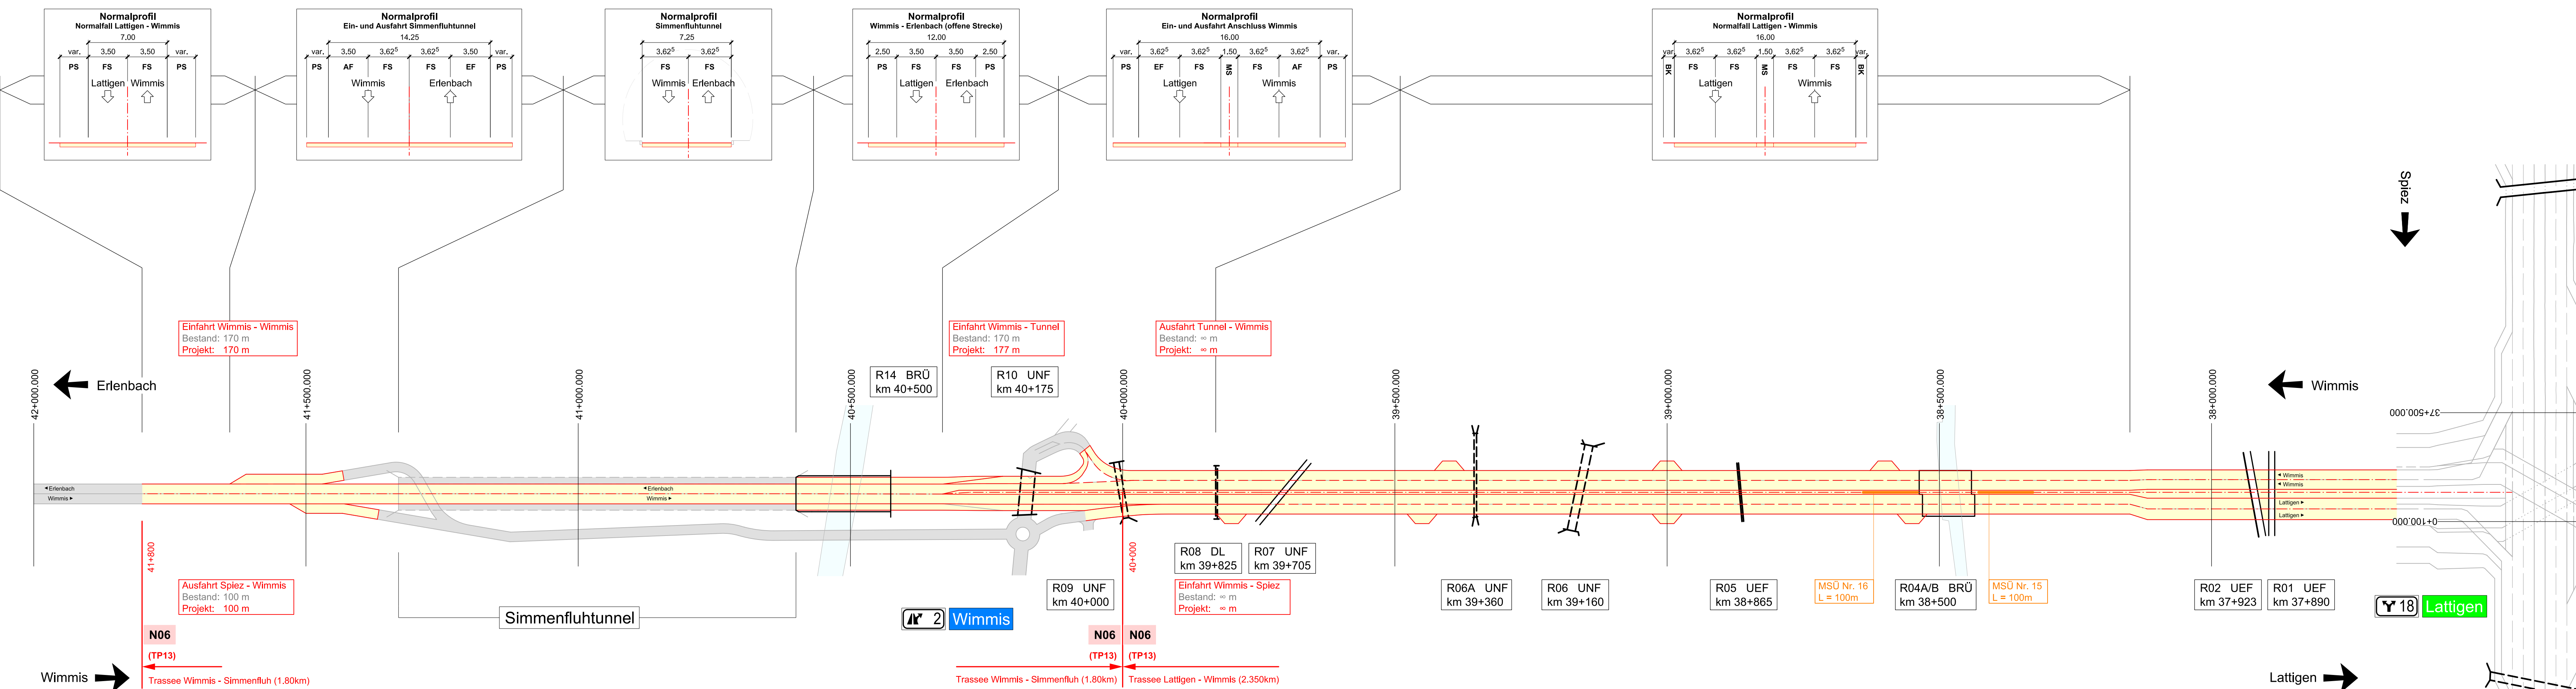 Normalprofil
Normalfall Lattigen - Wimmis
7.00
var. 3,50 3,50 var.
PS FS FS PS
Lattigen Wimmis
Normalprofil
Ein- und Ausfahrt Simmenfluhtunnel
14.25
var. 3,50 3,62⁵ 3,62⁵ 3,50 var.
PS AF FS FS EF PS
Wimmis Erlenbach
Normalprofil
Simmenfluhtunnel
7.25
3,62⁵ 3,62⁵
FS FS
Wimmis Erlenbach
Normalprofil
Wimmis - Erlenbach (offene Strecke)
12.00
2,50 3,50 3,50 2,50
PS FS FS PS
Lattigen Erlenbach
Normalprofil
Ein- und Ausfahrt Anschluss Wimmis
16.00
var. 3,62⁵ 3,62⁵ 1,50 3,62⁵ 3,62⁵ var.
PS EF FS MS FS AF PS
Lattigen Wimmis
Normalprofil
Normalfall Lattigen - Wimmis
16.00
var. 3,62⁵ 3,62⁵ 1,50 3,62⁵ 3,62⁵ var.
BK FS FS MS FS FS BK
Lattigen Wimmis
Spiez
Einfahrt Wimmis - Wimmis
Bestand: 170 m
Projekt: 170 m
Einfahrt Wimmis - Tunnel
Bestand: 170 m
Projekt: 177 m
Ausfahrt Tunnel - Wimmis
Bestand: ∞ m
Projekt: ∞ m
R14 BRÜ
km 40+500
R10 UNF
km 40+175
Erlenbach
Wimmis
42+000.000
41+500.000
41+000.000
40+500.000
40+000.000
39+500.000
39+000.000
38+500.000
38+000.000
37+500.000
0+100.000
Erlenbach
Wimmis
Erlenbach
Wimmis
Wimmis
Wimmis
Lattigen
Lattigen
41+800
40+000
R08 DL
km 39+825
R07 UNF
km 39+705
Ausfahrt Spiez - Wimmis
Bestand: 100 m
Projekt: 100 m
R09 UNF
km 40+000
Einfahrt Wimmis - Spiez
Bestand: ∞ m
Projekt: ∞ m
R06A UNF
km 39+360
R06 UNF
km 39+160
R05 UEF
km 38+865
MSÜ Nr. 16
L = 100m
R04A/B BRÜ
km 38+500
MSÜ Nr. 15
L = 100m
R02 UEF
km 37+923
R01 UEF
km 37+890
18 Lattigen
Simmenfluhtunnel
2 Wimmis
N06
(TP13)
Trassee Wimmis - Simmenfluh (1.80km)
N06
(TP13)
Trassee Wimmis - Simmenfluh (1.80km)
N06
(TP13)
Trassee Lattigen - Wimmis (2.350km)
Wimmis
Lattigen